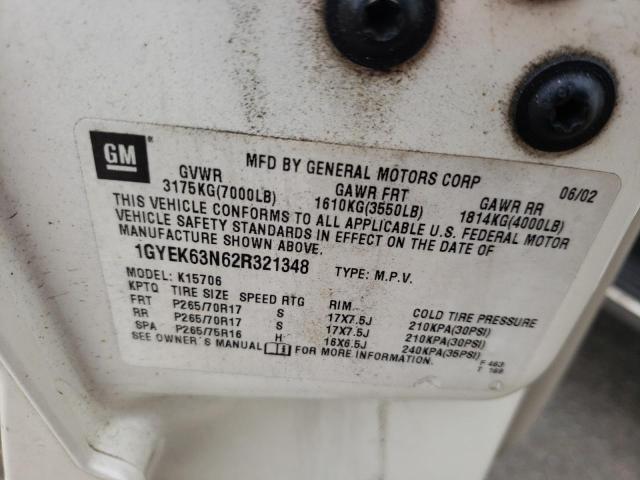 GM
MFD BY GENERAL MOTORS CORP 06/02
GVWR GAWR FRT GAWR RR
3175KG(7000LB) 1610KG(3550LB) 1814KG(4000LB)
THIS VEHICLE CONFORMS TO ALL APPLICABLE U.S. FEDERAL MOTOR
VEHICLE SAFETY STANDARDS IN EFFECT ON THE DATE OF
MANUFACTURE SHOWN ABOVE.
1GYEK63N62R321348 TYPE: M.P.V.
MODEL: K15706
KPTQ TIRE SIZE SPEED RTG RIM COLD TIRE PRESSURE
FRT P265/70R17 S 17X7.5J 210KPA(30PSI)
RR P265/70R17 S 17X7.5J 210KPA(30PSI)
SPA P265/75R16 H 16X6.5J 240KPA(35PSI)
SEE OWNER'S MANUAL FOR MORE INFORMATION.
F 463
T 169